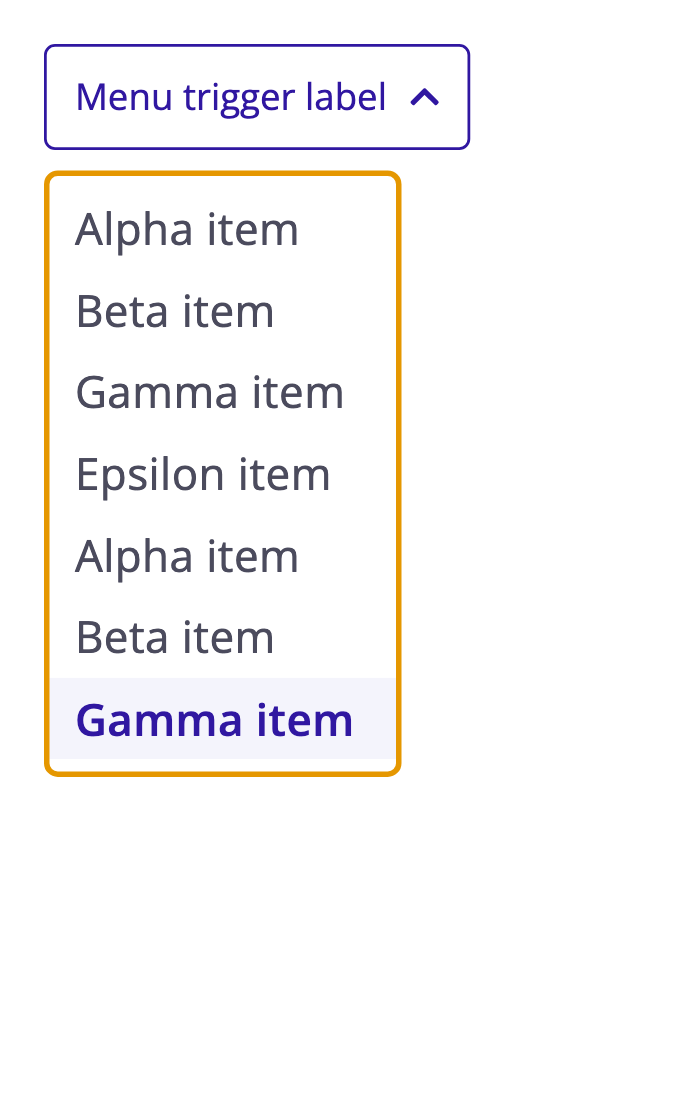 Menu trigger label
Alpha item
Beta item
Gamma item
Epsilon item
Alpha item
Beta item
Gamma item